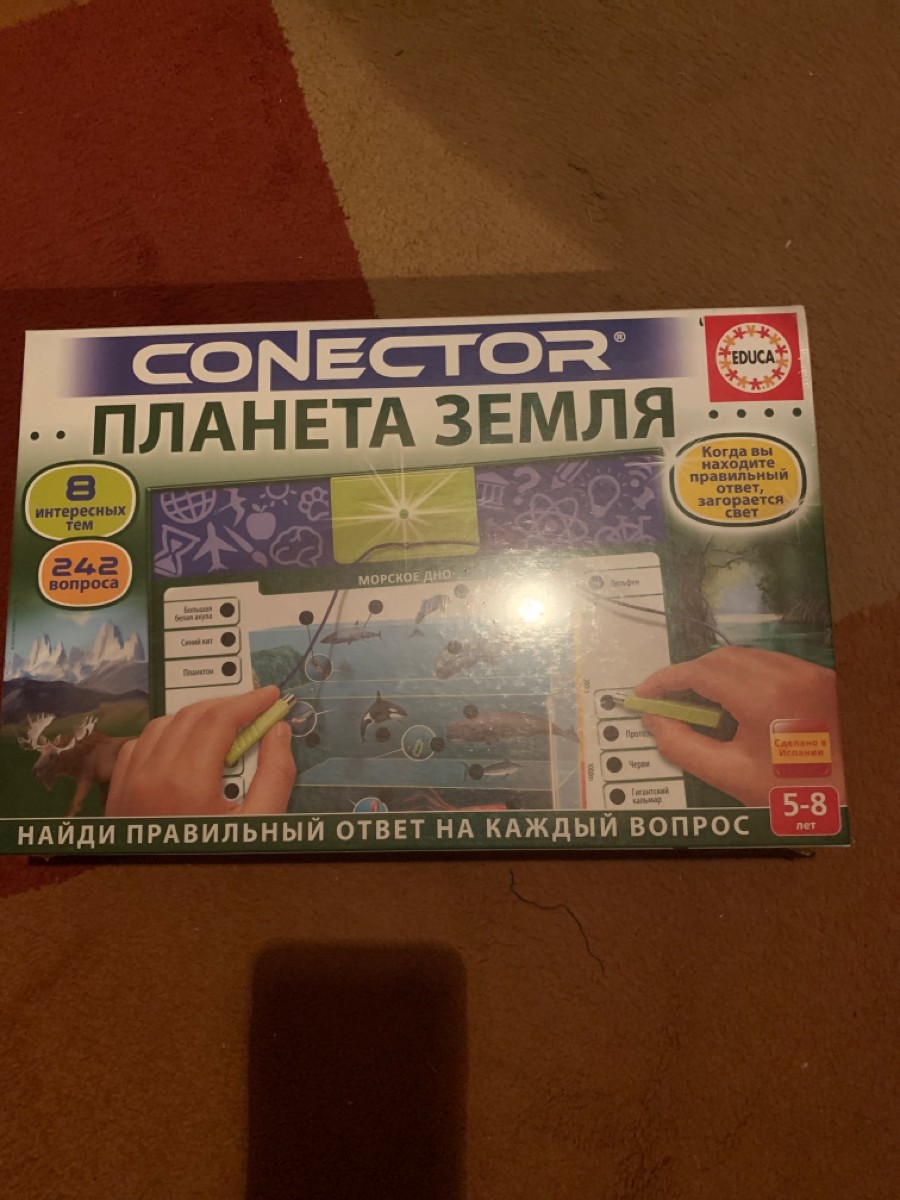 CONECTOR®
EDUCA
ПЛАНЕТА ЗЕМЛЯ
8
интересных
тем
242
вопроса
Когда вы
находите
правильный
ответ,
загорается
свет
МОРСКОЕ ДНО
Большая
белая акула
Синий кит
Планктон
Дельфин
Черви
Гигантский
кальмар
Сделано в
Испании
5-8
лет
НАЙДИ ПРАВИЛЬНЫЙ ОТВЕТ НА КАЖДЫЙ ВОПРОС